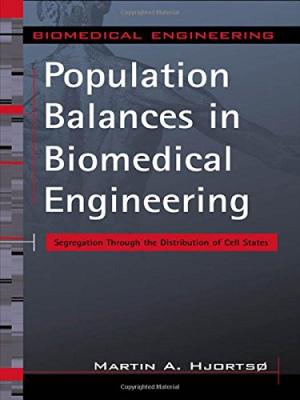 BIOMEDICAL ENGINEERING
Population
Balances in
Biomedical
Engineering
Segregation Through the Distribution of Cell States
MARTIN A. HJORTSØ